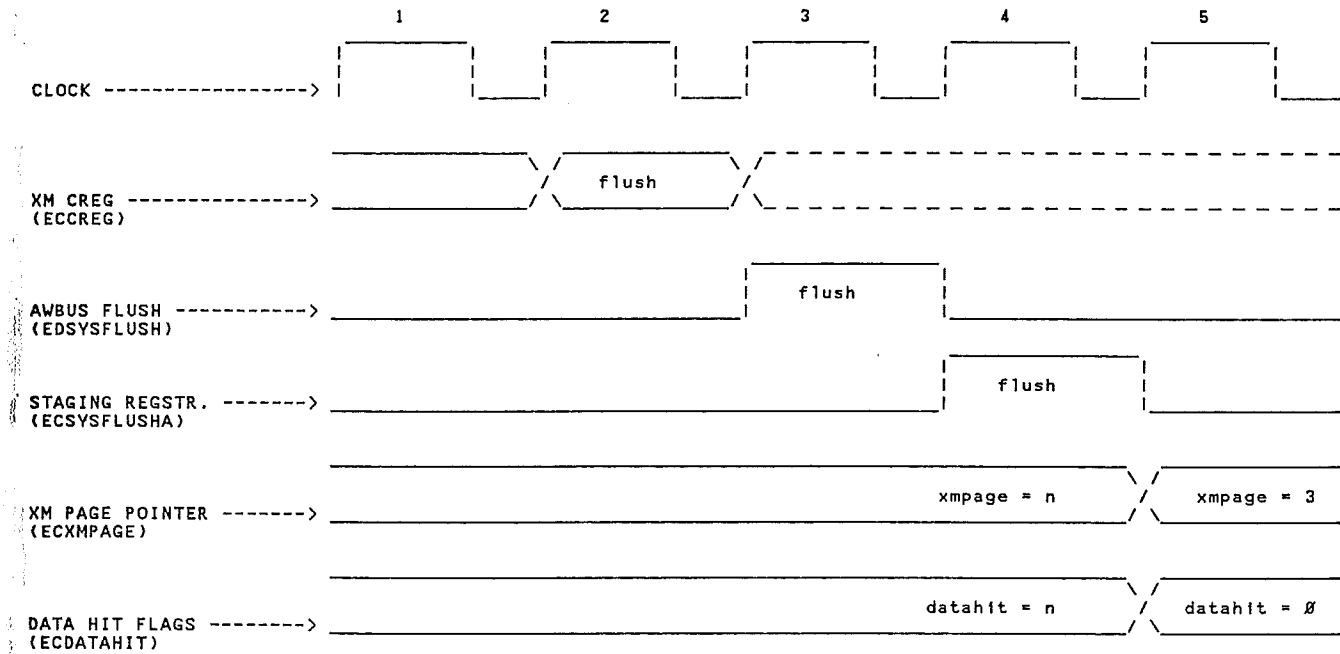 1 2 3 4 5
CLOCK ---------------->
flush
XM CREG -------------->
(ECCREG)
flush
AWBUS FLUSH ---------->
(EDSYSFLUSH)
flush
STAGING REGSTR. ------->
(ECSYSFLUSHA)
xmpage = n xmpage = 3
XM PAGE POINTER ------->
(ECXMPAGE)
datahit = n datahit = Ø
DATA HIT FLAGS -------->
(ECDATAHIT)